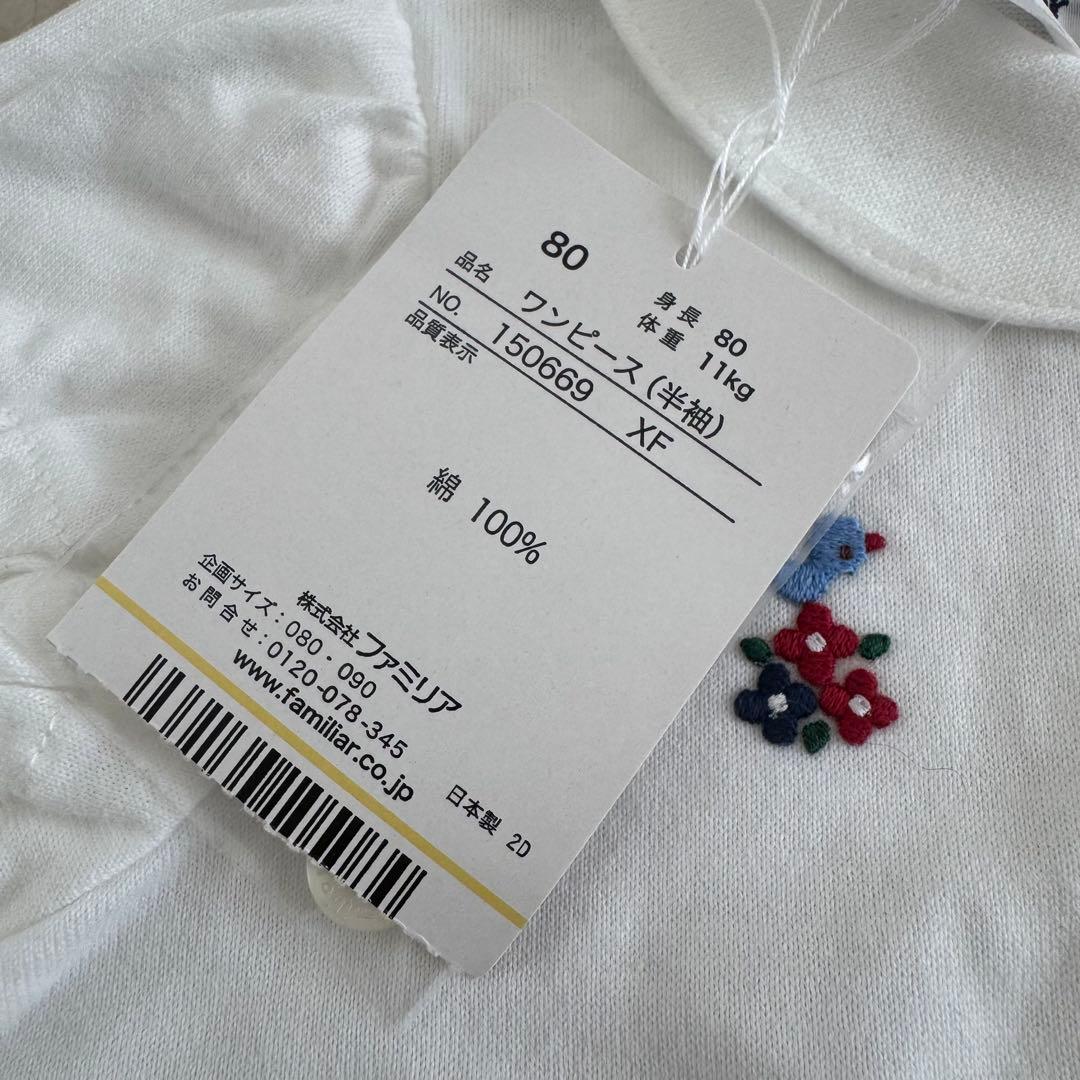 80
身長 80
体重 11kg
品名 ワンピース (半袖)
NO. 150669 XF
品質表示
綿 100%
株式会社 ファミリア
企画サイズ:080・090
お問合せ:0120-078-345
www.familiar.co.jp
日本製 2D